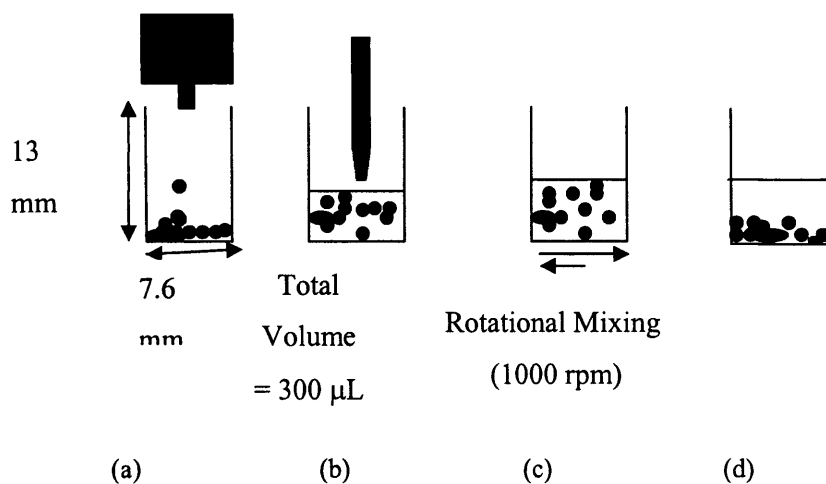 13
mm
7.6
mm
Total
Volume
= 300 μL
Rotational Mixing
(1000 rpm)
(a) (b) (c) (d)